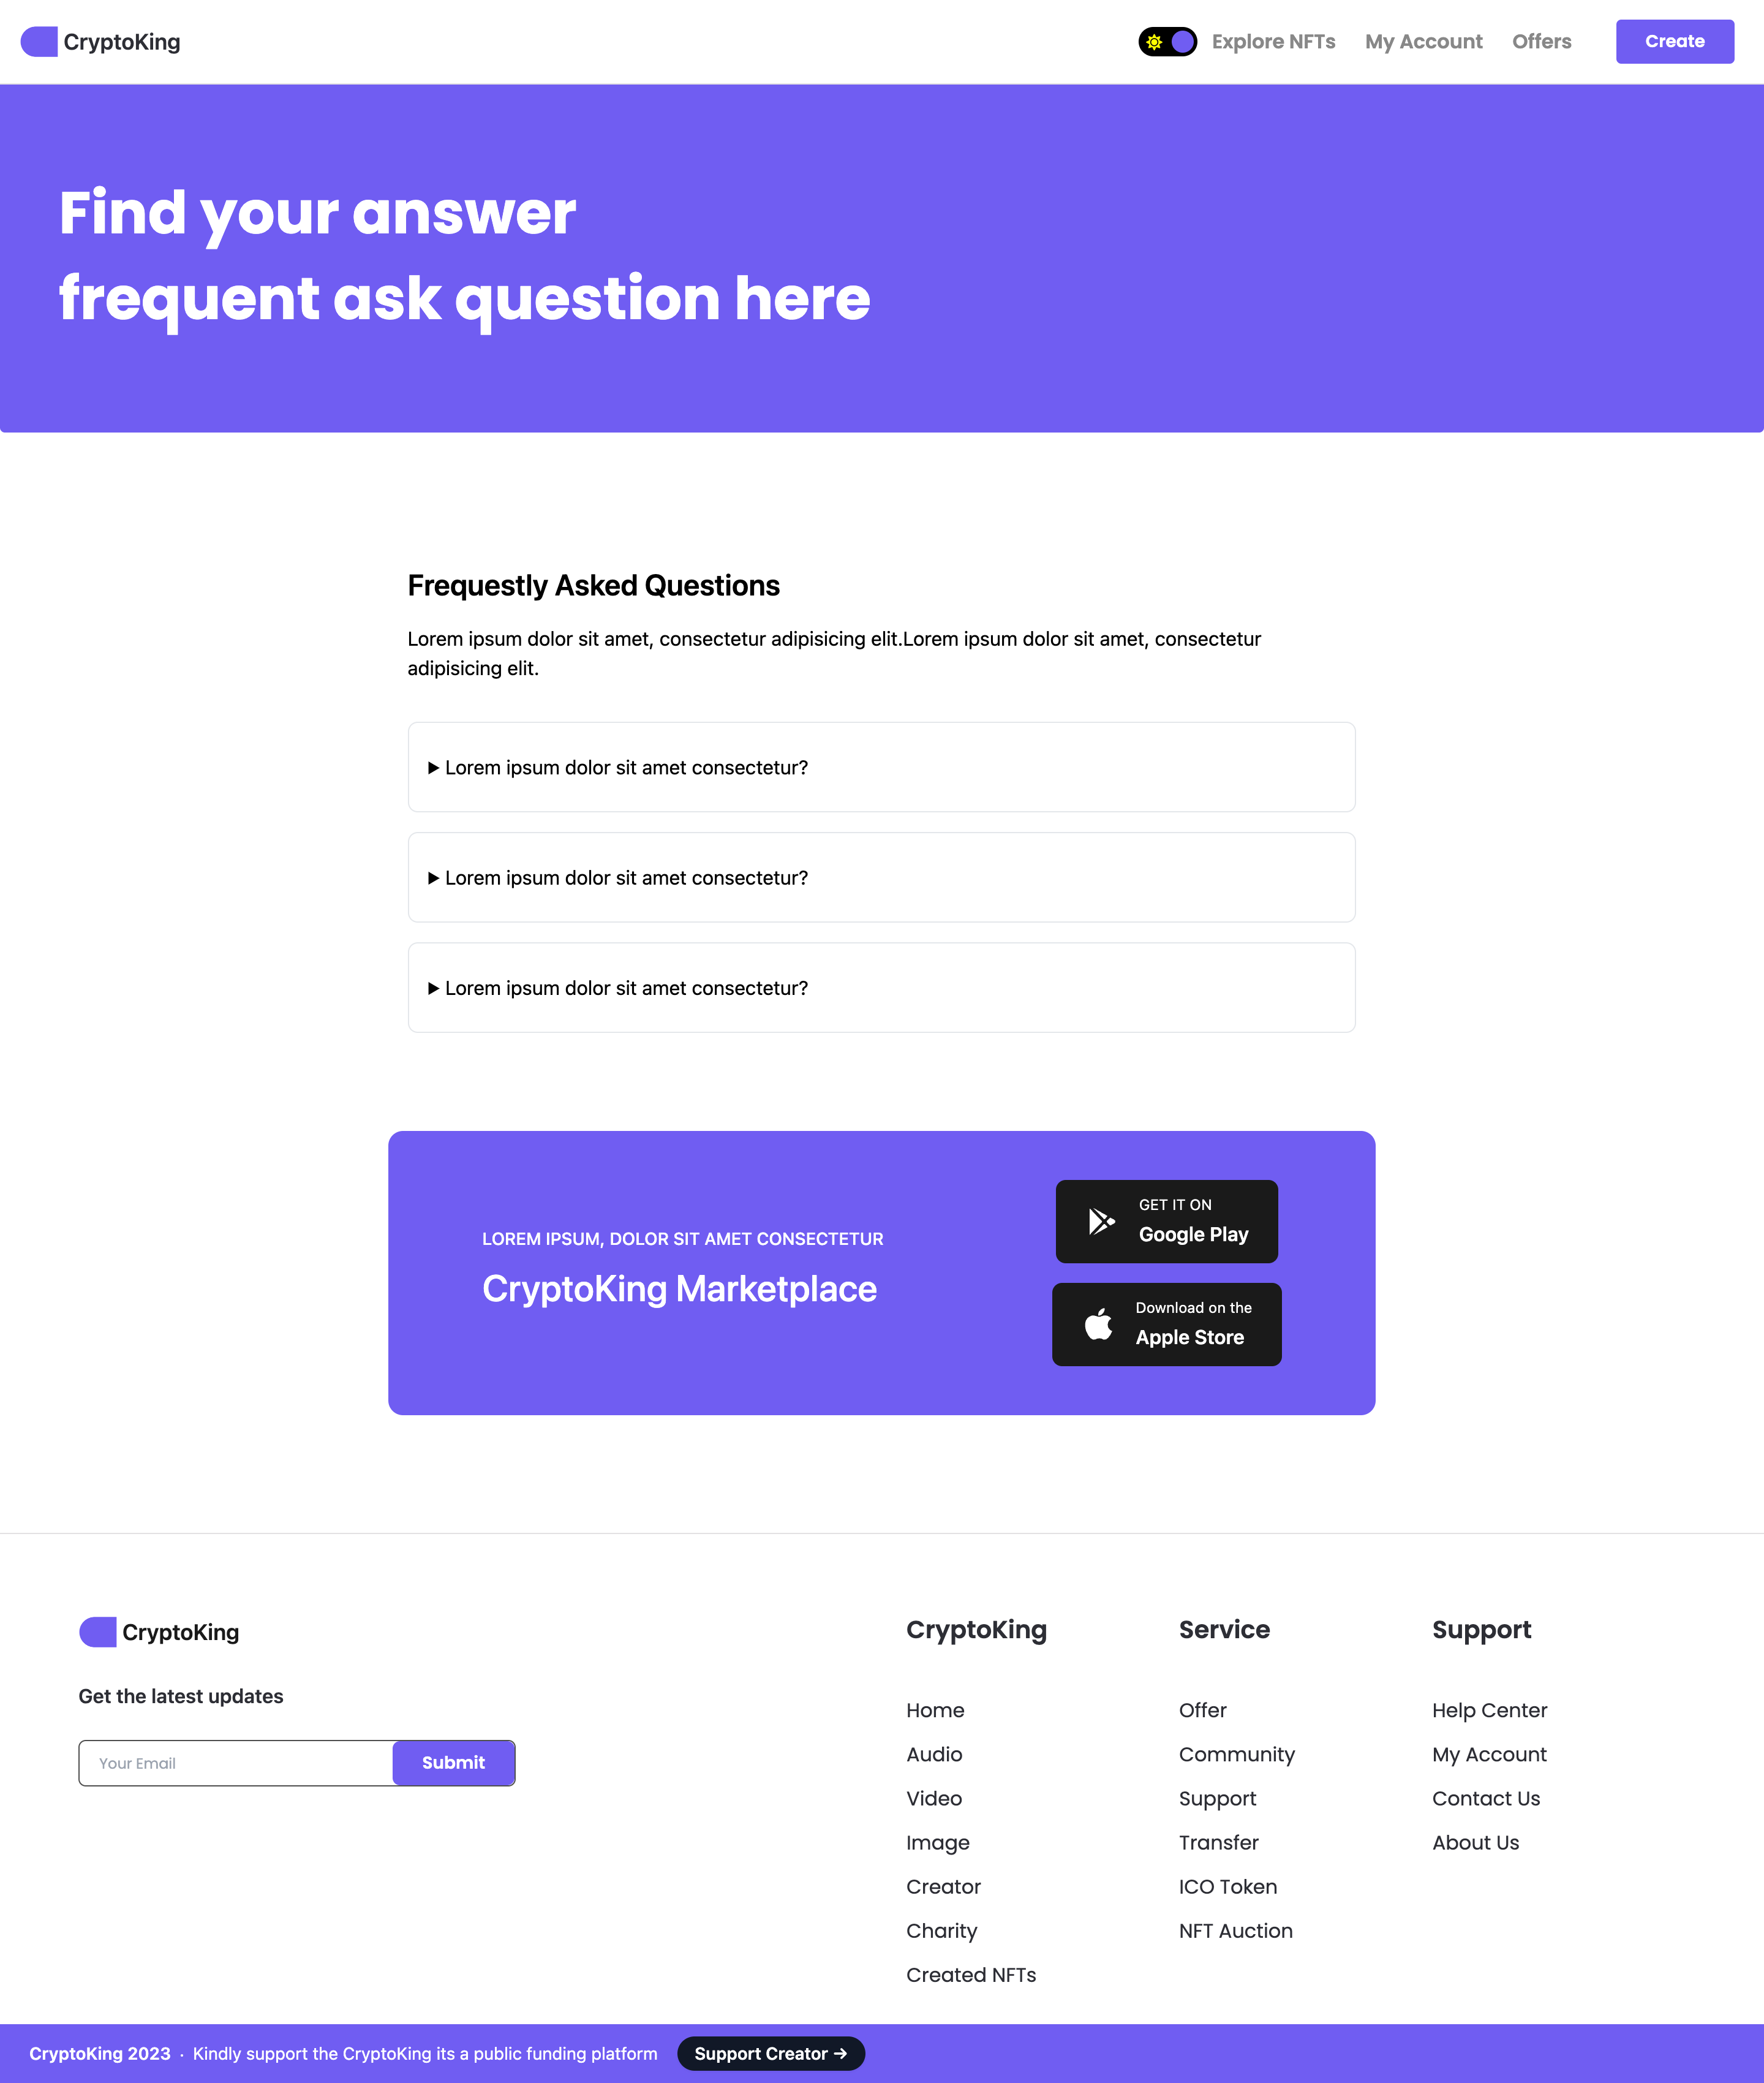 CryptoKing
Explore NFTs
My Account
Offers
Create
Find your answer
frequent ask question here
Frequestly Asked Questions
Lorem ipsum dolor sit amet, consectetur adipisicing elit.Lorem ipsum dolor sit amet, consectetur
adipisicing elit.
Lorem ipsum dolor sit amet consectetur?
Lorem ipsum dolor sit amet consectetur?
Lorem ipsum dolor sit amet consectetur?
LOREM IPSUM, DOLOR SIT AMET CONSECTETUR
CryptoKing Marketplace
GET IT ON
Google Play
Download on the
Apple Store
CryptoKing
Get the latest updates
Your Email
Submit
CryptoKing
Home
Audio
Video
Image
Creator
Charity
Created NFTs
Service
Offer
Community
Support
Transfer
ICO Token
NFT Auction
Support
Help Center
My Account
Contact Us
About Us
CryptoKing 2023 · Kindly support the CryptoKing its a public funding platform
Support Creator →